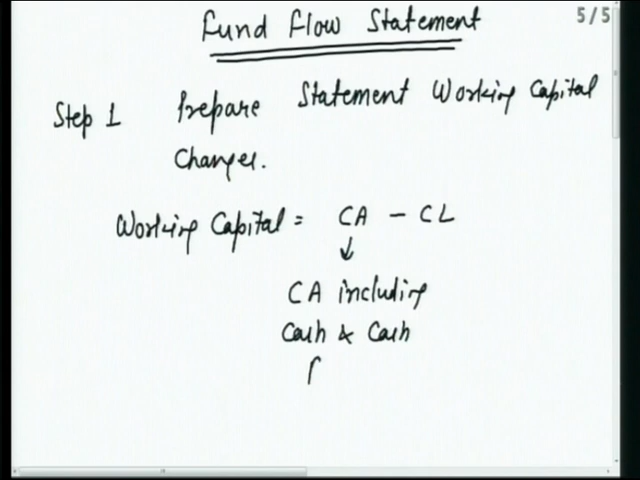 Fund Flow Statement
5/5
Step 1 Prepare Statement Working Capital
Changes.
Working Capital = CA - CL
↓
CA including
Cash & Cash